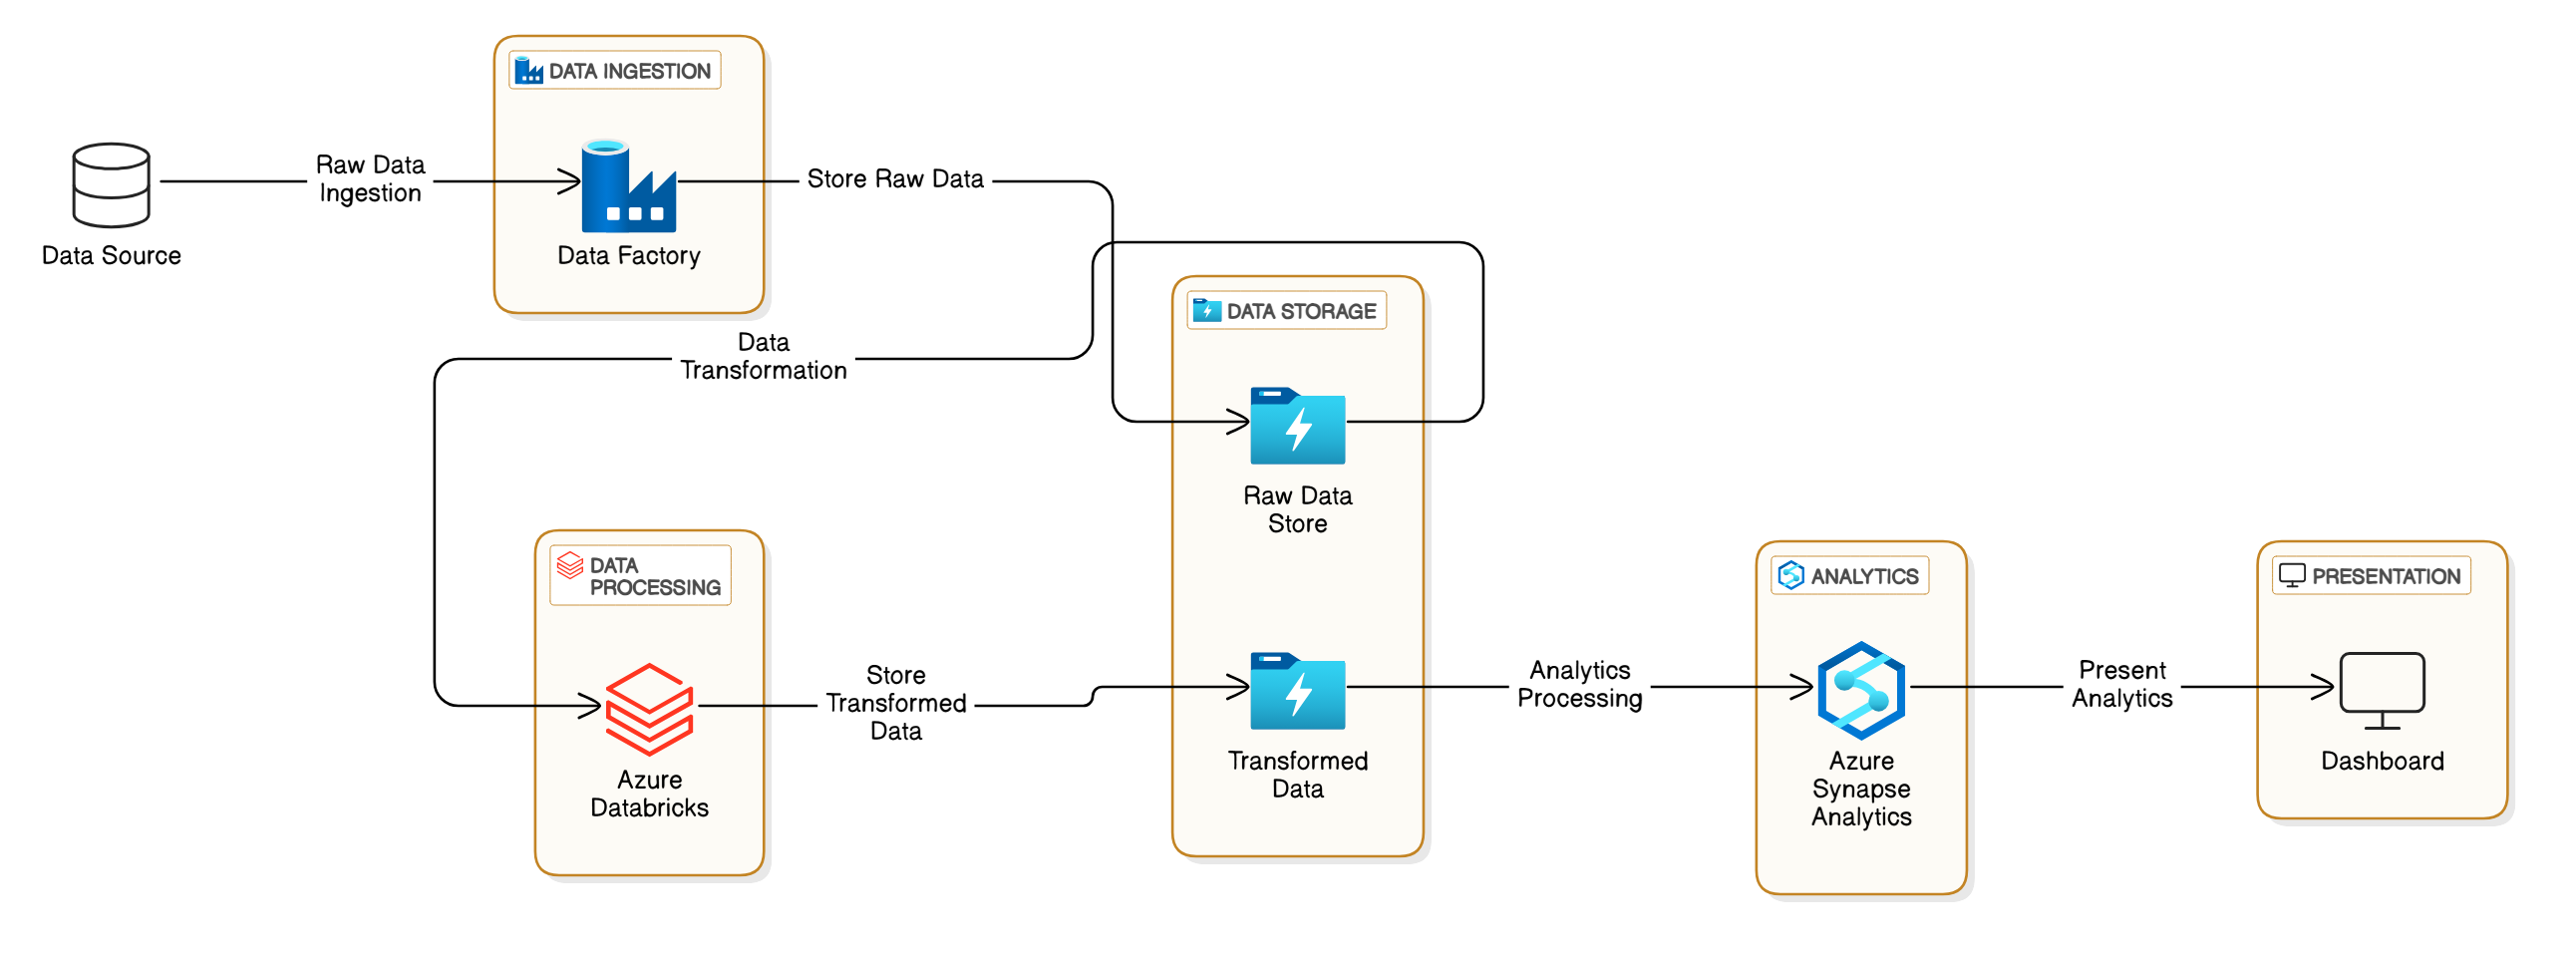 DATA INGESTION
Raw Data
Ingestion
Store Raw Data
Data Source
Data Factory
DATA STORAGE
Data
Transformation
Raw Data
Store
DATA
PROCESSING
ANALYTICS
PRESENTATION
Store
Transformed
Data
Analytics
Processing
Present
Analytics
Azure
Databricks
Transformed
Data
Azure
Synapse
Analytics
Dashboard